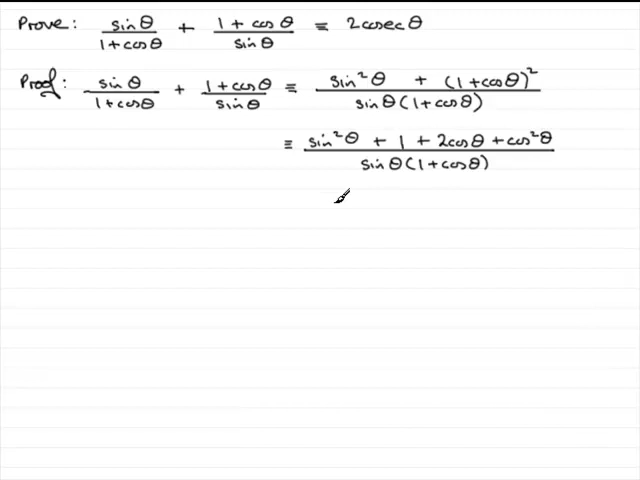 Prove: sinθ/1+cosθ + 1+cosθ/sinθ ≡ 2cosecθ
Proof: sinθ/1+cosθ + 1+cosθ/sinθ ≡ sin²θ + (1+cosθ)²/sinθ(1+cosθ)
≡ sin²θ + 1 + 2cosθ + cos²θ/sinθ(1+cosθ)